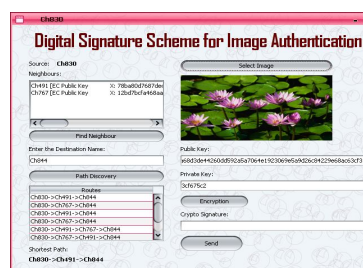 Ch830
Digital Signature Scheme for Image Authentication
Source: Ch830
Neighbours:
Ch491 [EC Public Key X: 78ba80d7687de
Ch767 [EC Public Key X: 12bd7bcfa468aa
Find Neighbour
Enter the Destination Name:
Ch844
Path Discovery
Routes
Ch830->Ch491->Ch844
Ch830->Ch767->Ch844
Ch830->Ch491->Ch844
Ch830->Ch491->Ch767->Ch844
Ch830->Ch767->Ch491->Ch844
Shortest Path:
Ch830->Ch491->Ch844
Select Image
Public Key:
Private Key:
3cf675c2
Encryption
Crypto Signature:
Send